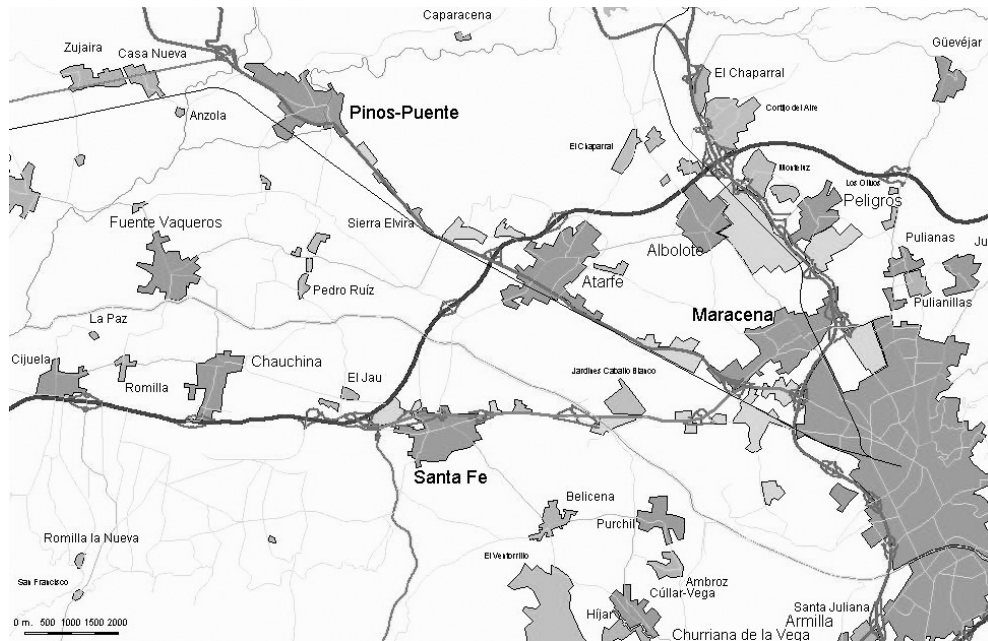 Caparacena
Zujaira
Casa Nueva
Güevéjar
El Chaparral
Cortijo del Aire
Pinos-Puente
Anzola
El Chaparral
Monteluz
Los Olivos
Peligros
Fuente Vaqueros
Sierra Elvira
Albolote
Pulianas
Ju
Atarfe
Pedro Ruíz
Pulianillas
Maracena
La Paz
Cijuela
Chauchina
Romilla
El Jau
Jardines Caballo Blanco
Santa Fe
Belicena
Purchil
Romilla la Nueva
El Ventorrillo
San Francisco
Ambroz
Cúllar-Vega
Híjar
Santa Juliana
Armilla
Churriana de la Vega
0 m. 500 1000 1500 2000